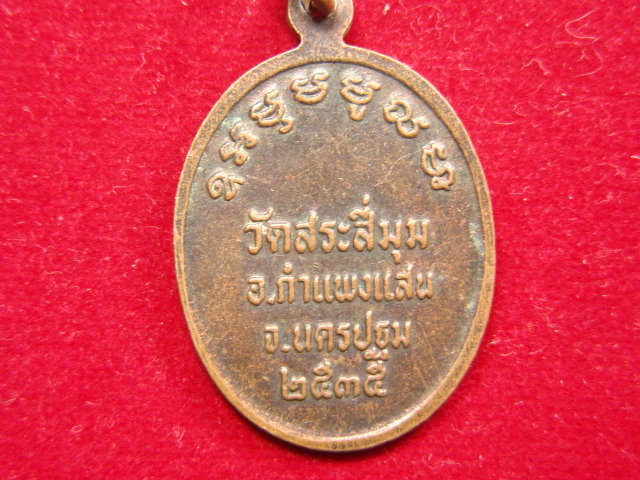 วัดสระสี่มุม
อ.กำแพงแสน
จ.นครปฐม
๒๕๓๕